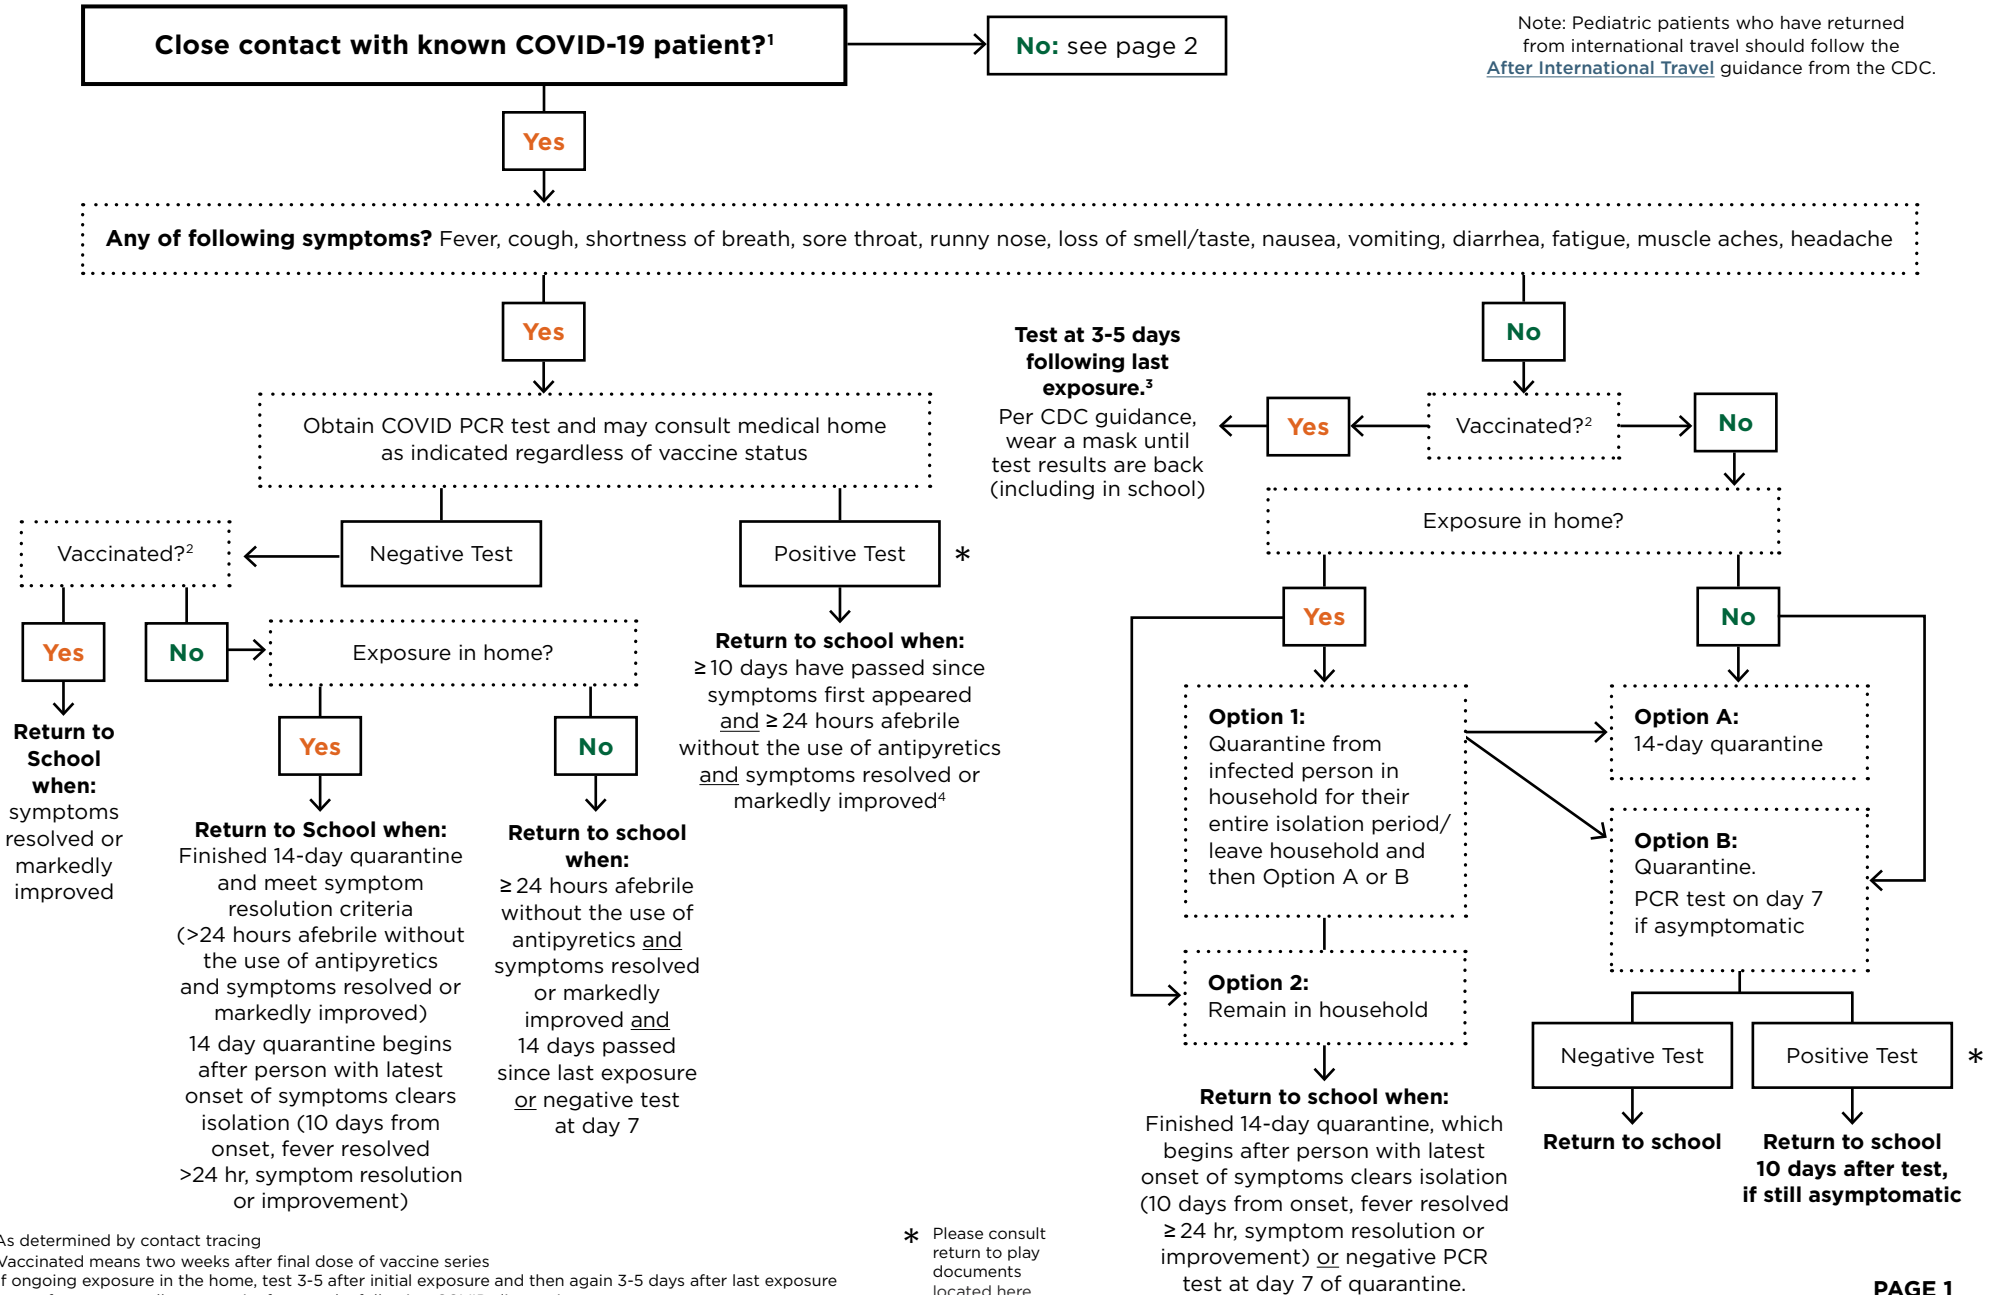 Close contact with known COVID-19 patient?¹
No: see page 2
Note: Pediatric patients who have returned
from international travel should follow the
After International Travel guidance from the CDC.
Yes
Any of following symptoms? Fever, cough, shortness of breath, sore throat, runny nose, loss of smell/taste, nausea, vomiting, diarrhea, fatigue, muscle aches, headache
Yes
Obtain COVID PCR test and may consult medical home
as indicated regardless of vaccine status
Negative Test
Vaccinated?²
Yes
Return to
School
when:
symptoms
resolved or
markedly
improved
No
Exposure in home?
Yes
Return to School when:
Finished 14-day quarantine
and meet symptom
resolution criteria
(>24 hours afebrile without
the use of antipyretics
and symptoms resolved or
markedly improved)
14 day quarantine begins
after person with latest
onset of symptoms clears
isolation (10 days from
onset, fever resolved
>24 hr, symptom resolution
or improvement)
No
Return to school
when:
≥ 24 hours afebrile
without the use of
antipyretics and
symptoms resolved
or markedly
improved and
14 days passed
since last exposure
or negative test
at day 7
Positive Test *
Return to school when:
≥ 10 days have passed since
symptoms first appeared
and ≥ 24 hours afebrile
without the use of antipyretics
and symptoms resolved or
markedly improved⁴
No
Vaccinated?²
Yes
Test at 3-5 days
following last
exposure.³
Per CDC guidance,
wear a mask until
test results are back
(including in school)
No
Exposure in home?
Yes
Option 1:
Quarantine from
infected person in
household for their
entire isolation period/
leave household and
then Option A or B
Option 2:
Remain in household
Return to school when:
Finished 14-day quarantine, which
begins after person with latest
onset of symptoms clears isolation
(10 days from onset, fever resolved
≥ 24 hr, symptom resolution or
improvement) or negative PCR
test at day 7 of quarantine.
No
Option A:
14-day quarantine
Option B:
Quarantine.
PCR test on day 7
if asymptomatic
Negative Test
Return to school
Positive Test *
Return to school
10 days after test,
if still asymptomatic
As determined by contact tracing
Vaccinated means two weeks after final dose of vaccine series
f ongoing exposure in the home, test 3-5 after initial exposure and then again 3-5 days after last exposure
* Please consult
return to play
documents
located here
PAGE 1